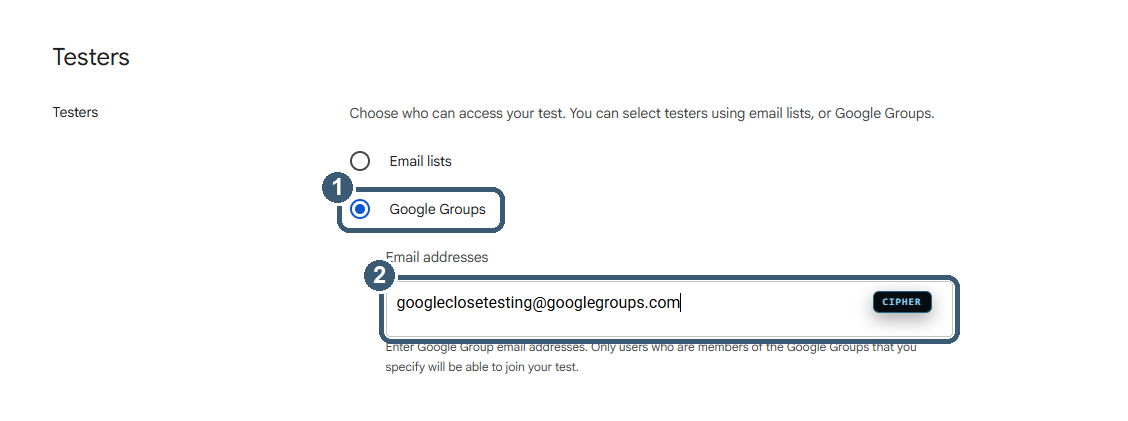 Testers
Testers
Choose who can access your test. You can select testers using email lists, or Google Groups.
Email lists
1
Google Groups
Email addresses
2
googleclosetesting@googlegroups.com
CIPHER
Enter Google Group email addresses. Only users who are members of the Google Groups that you
specify will be able to join your test.